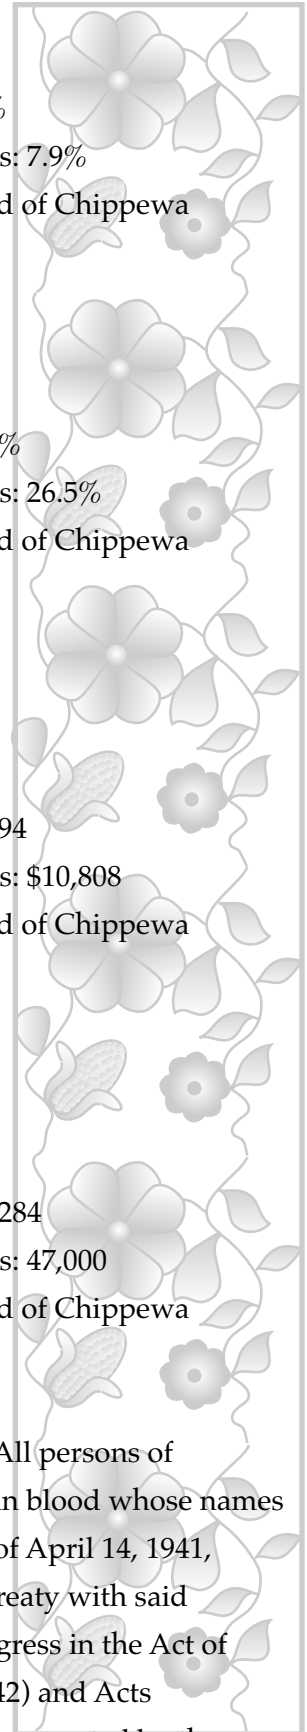 %
s: 7.9%
d of Chippewa
%
s: 26.5%
d of Chippewa
94
s: $10,808
d of Chippewa
284
s: 47,000
d of Chippewa
All persons of
n blood whose names
of April 14, 1941,
reaty with said
gress in the Act of
42) and Acts